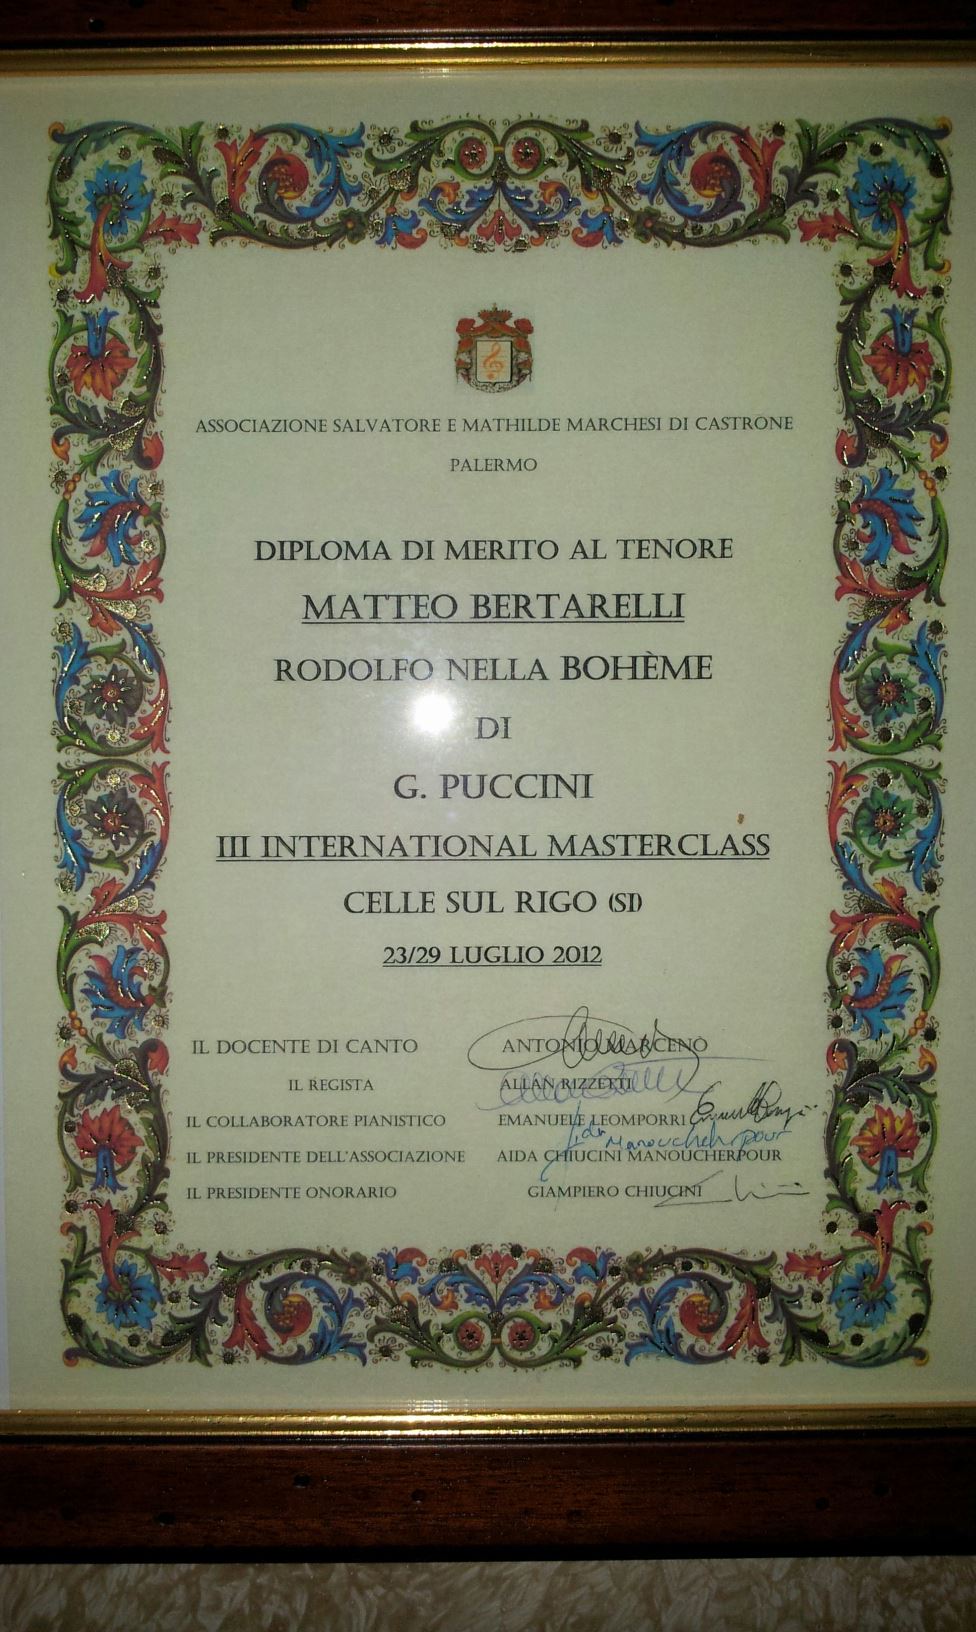 ASSOCIAZIONE SALVATORE E MATHILDE MARCHESI DI CASTRONE
PALERMO
DIPLOMA DI MERITO AL TENORE
MATTEO BERTARELLI
RODOLFO NELLA BOHÈME
DI
G. PUCCINI
III INTERNATIONAL MASTERCLASS
CELLE SUL RIGO (SI)
23/29 LUGLIO 2012
IL DOCENTE DI CANTO ANTONIO MARCENÒ
IL REGISTA ALLAN RIZZETTI
IL COLLABORATORE PIANISTICO EMANUELE LEOMPORRI
IL PRESIDENTE DELL'ASSOCIAZIONE AIDA CHIUCINI MANOUCHERPOUR
IL PRESIDENTE ONORARIO GIAMPIERO CHIUCINI